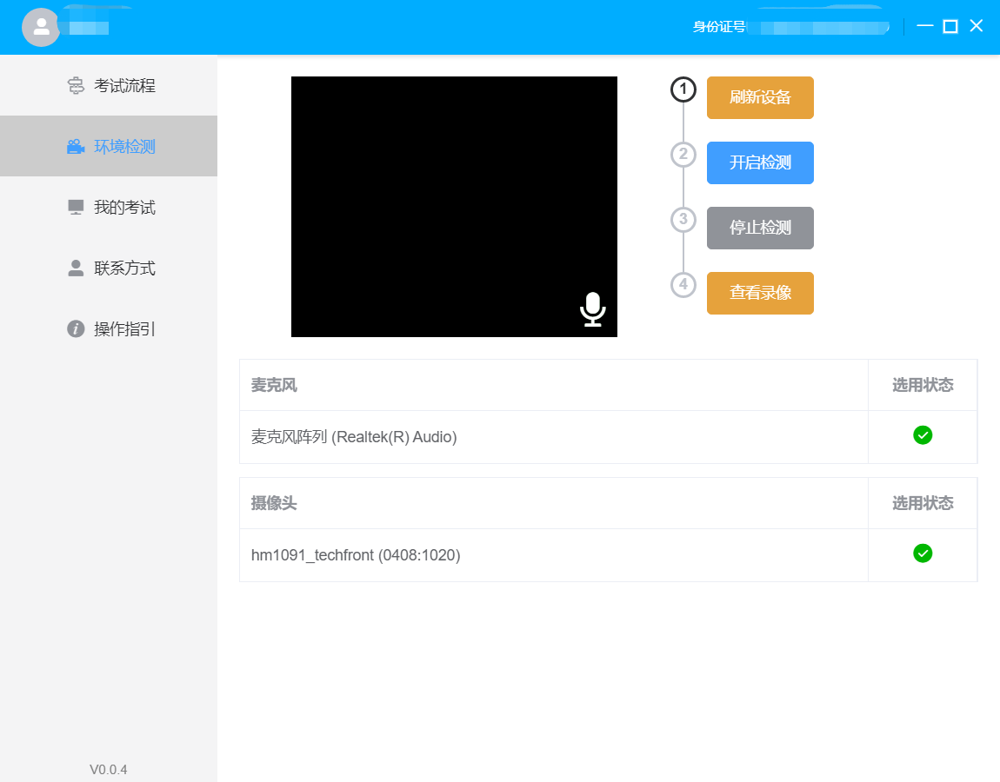 身份证号
考试流程
环境检测
我的考试
联系方式
操作指引
1 刷新设备
2 开启检测
3 停止检测
4 查看录像
麦克风 选用状态
麦克风阵列 (Realtek(R) Audio)
摄像头 选用状态
hm1091_techfront (0408:1020)
V0.0.4